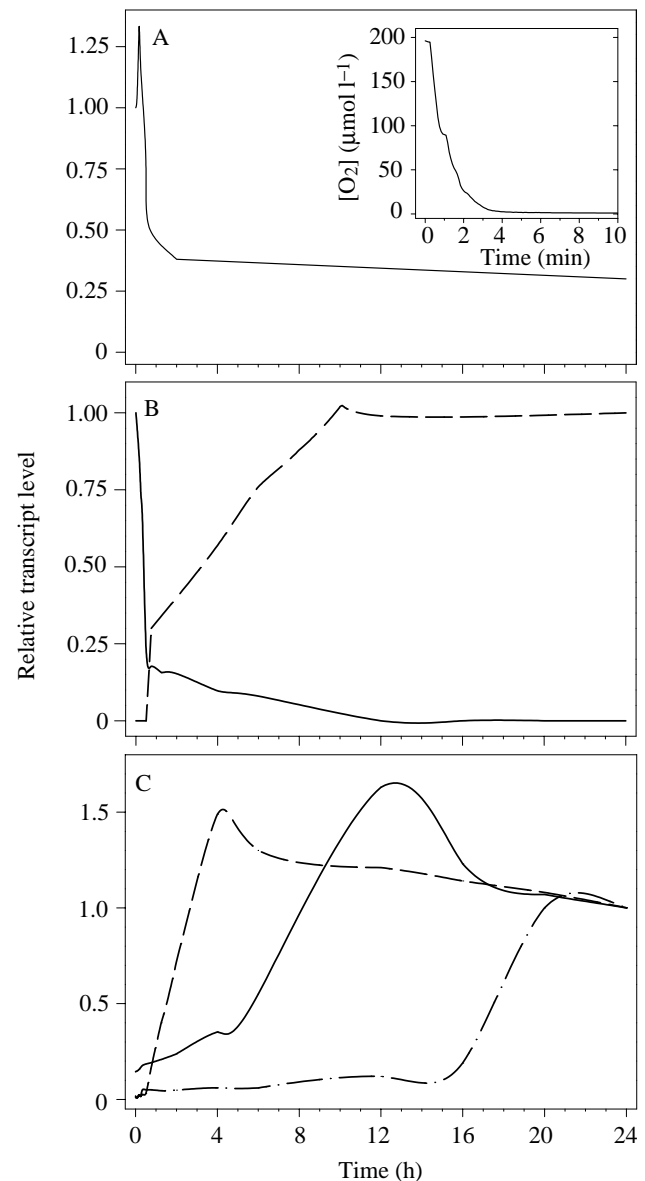 A
1.25
1.00
0.75
0.50
0.25
0
[O2] (µmol l−1)
200
150
100
50
0
0 2 4 6 8 10
Time (min)
B
1.00
0.75
0.50
0.25
0
Relative transcript level
C
1.5
1.0
0.5
0
0 4 8 12 16 20 24
Time (h)